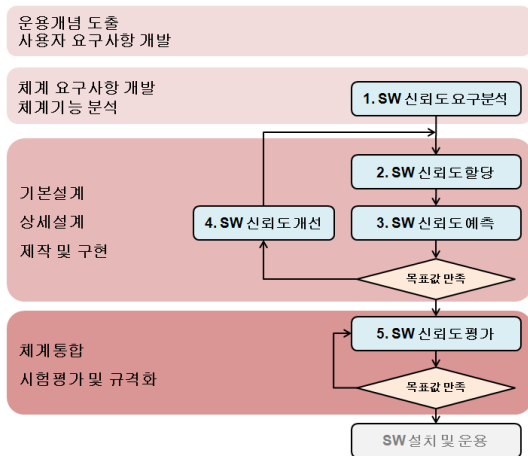 운용개념 도출
사용자 요구사항 개발
체계 요구사항 개발
체계기능 분석
1. SW 신뢰도 요구분석
기본설계
상세설계
제작 및 구현
2. SW 신뢰도 할당
4. SW 신뢰도 개선
3. SW 신뢰도 예측
목표값 만족
체계통합
시험평가 및 규격화
5. SW 신뢰도 평가
목표값 만족
SW 설치 및 운용